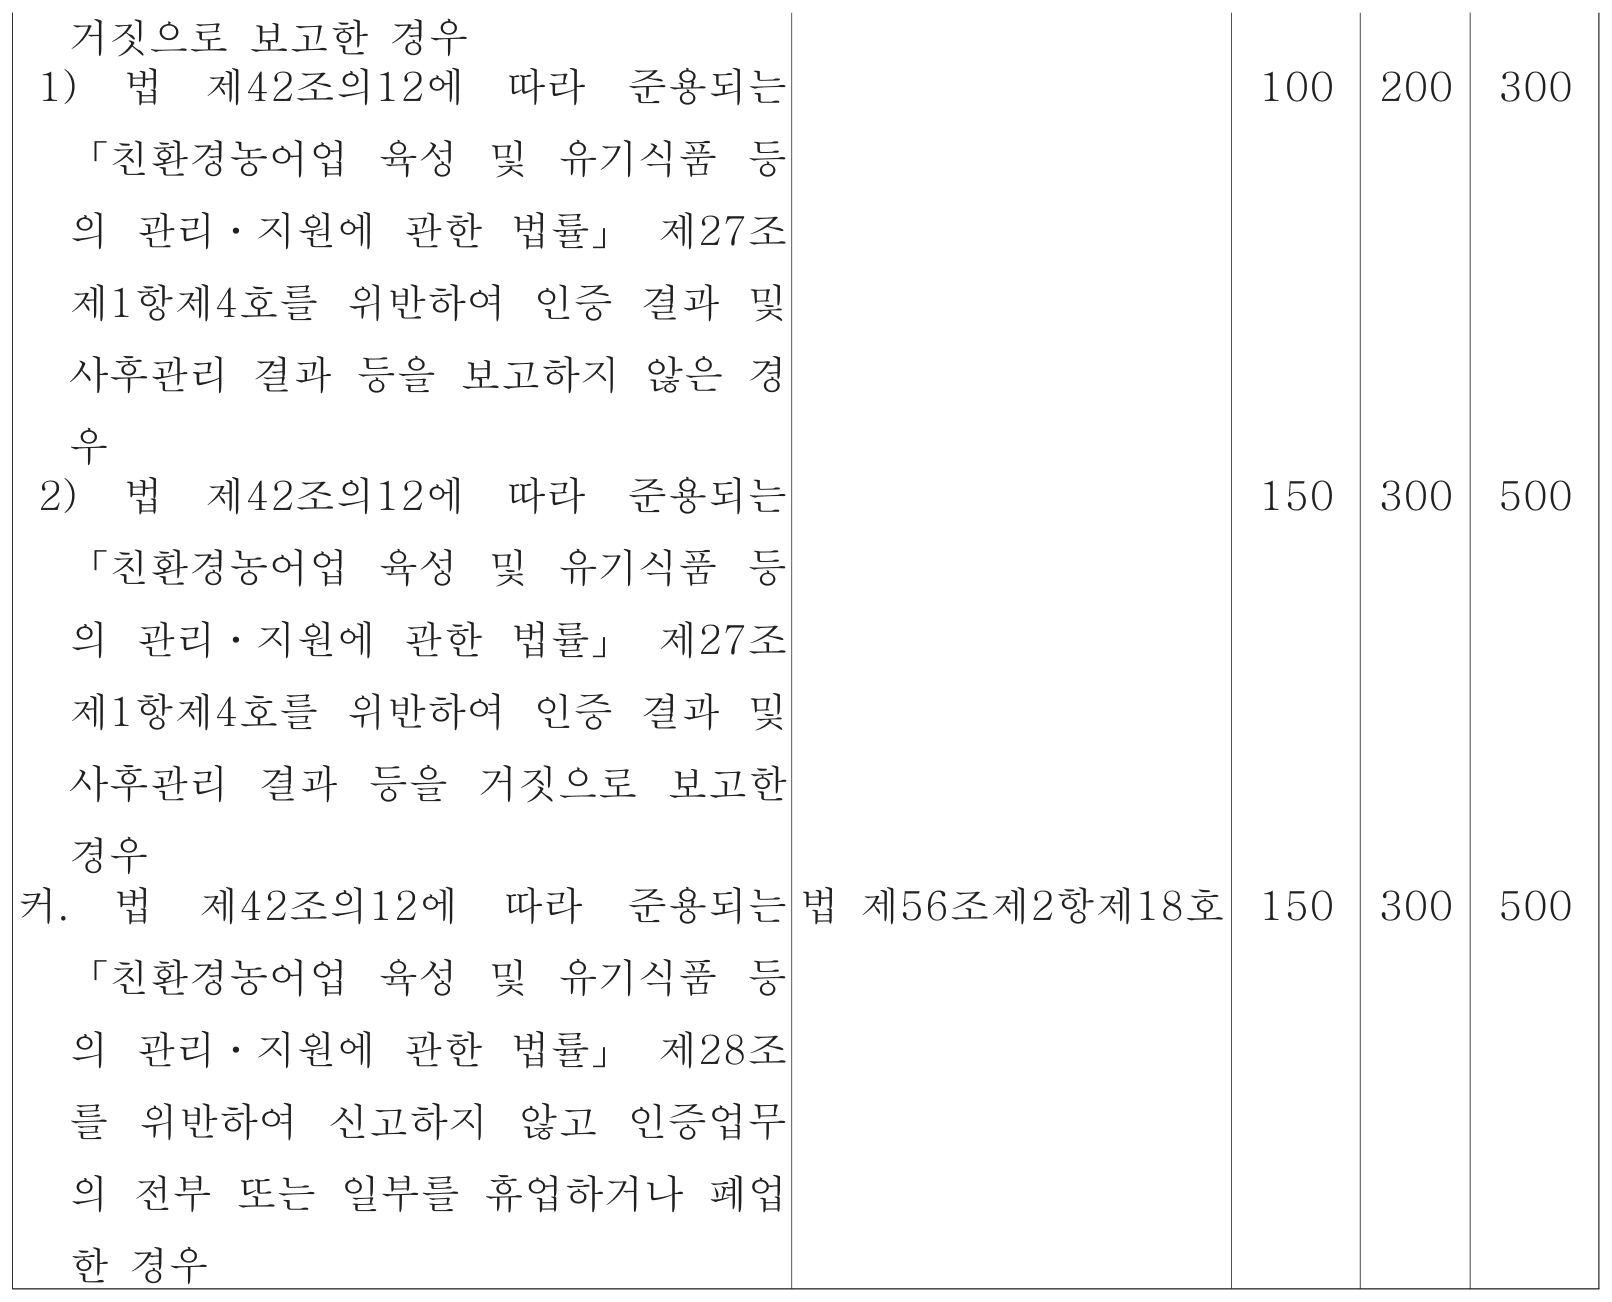 거짓으로 보고한 경우
1) 법 제42조의12에 따라 준용되는 100 200 300
「친환경농어업 육성 및 유기식품 등
의 관리·지원에 관한 법률」 제27조
제1항제4호를 위반하여 인증 결과 및
사후관리 결과 등을 보고하지 않은 경
우
2) 법 제42조의12에 따라 준용되는 150 300 500
「친환경농어업 육성 및 유기식품 등
의 관리·지원에 관한 법률」 제27조
제1항제4호를 위반하여 인증 결과 및
사후관리 결과 등을 거짓으로 보고한
경우
커. 법 제42조의12에 따라 준용되는 법 제56조제2항제18호 150 300 500
「친환경농어업 육성 및 유기식품 등
의 관리·지원에 관한 법률」 제28조
를 위반하여 신고하지 않고 인증업무
의 전부 또는 일부를 휴업하거나 폐업
한 경우